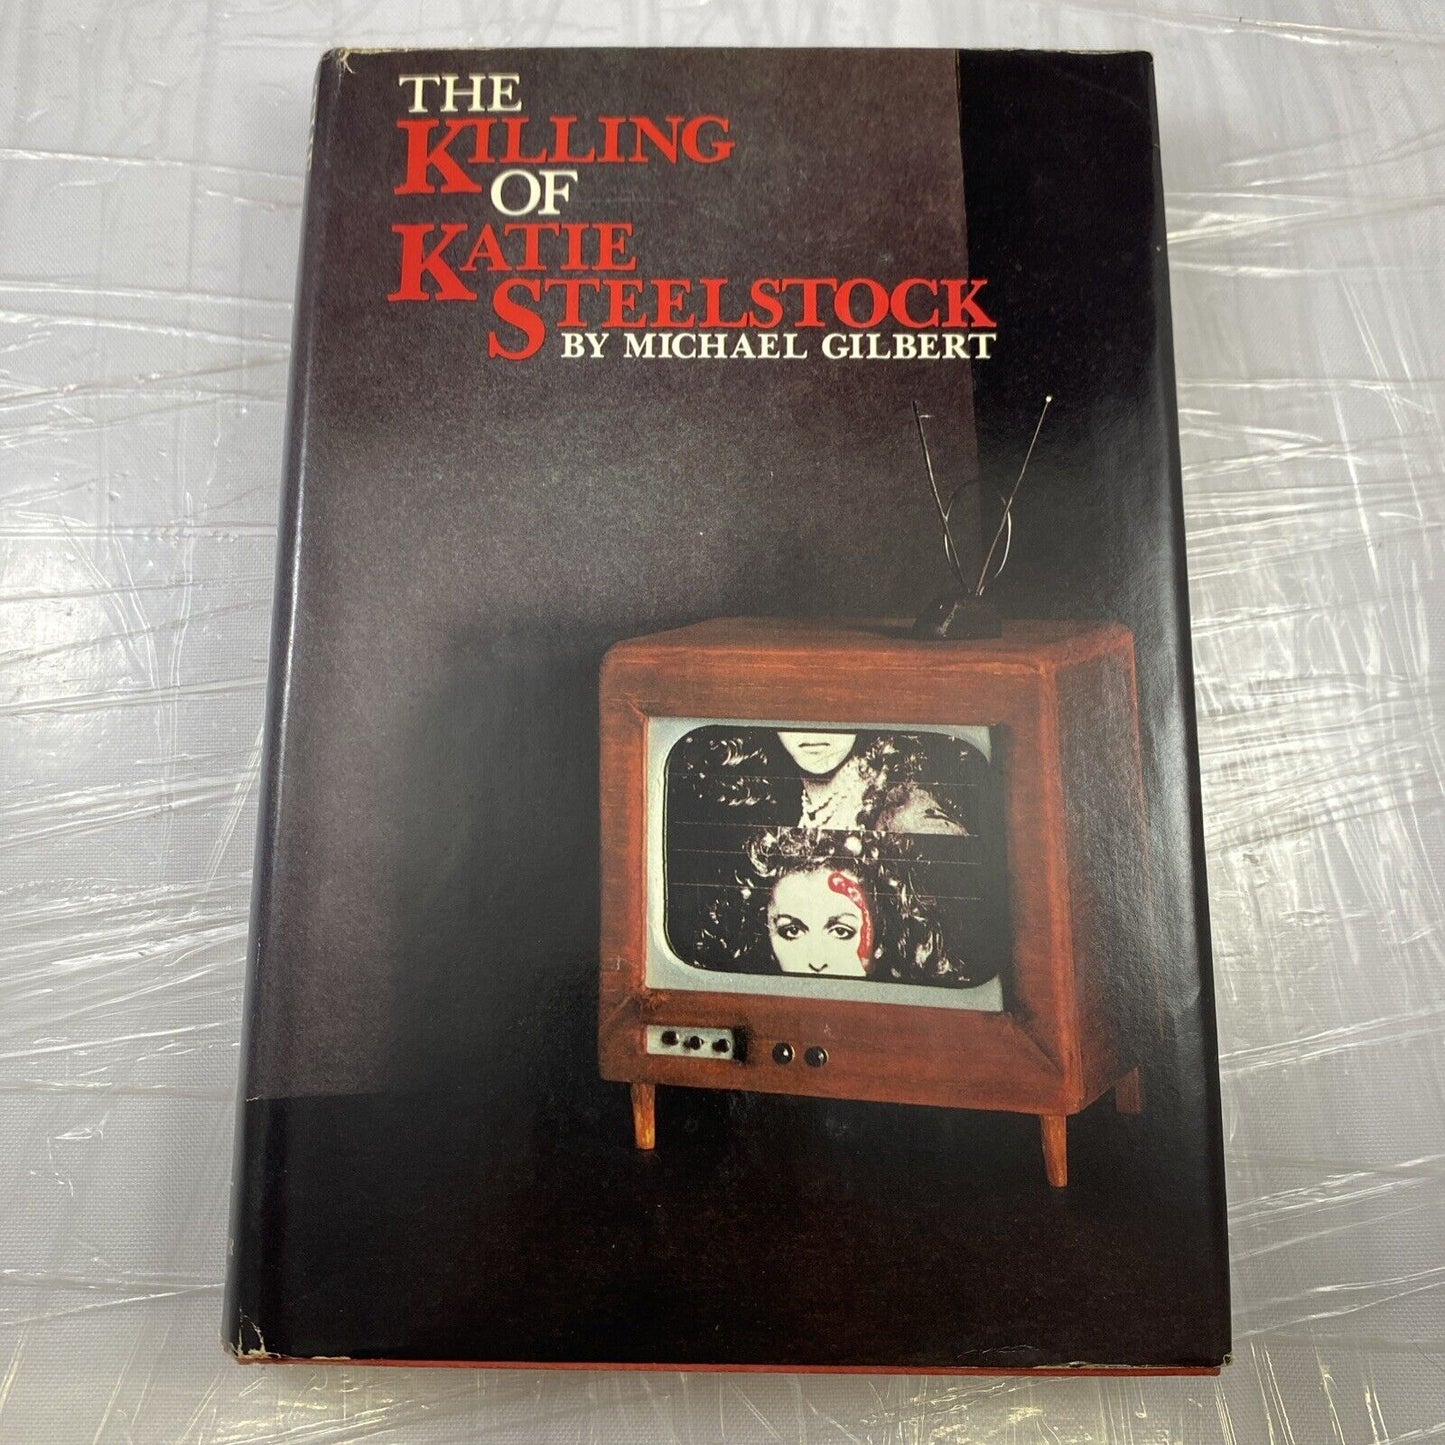 THE
KILLING
OF
KATIE
STEELSTOCK
BY MICHAEL GILBERT